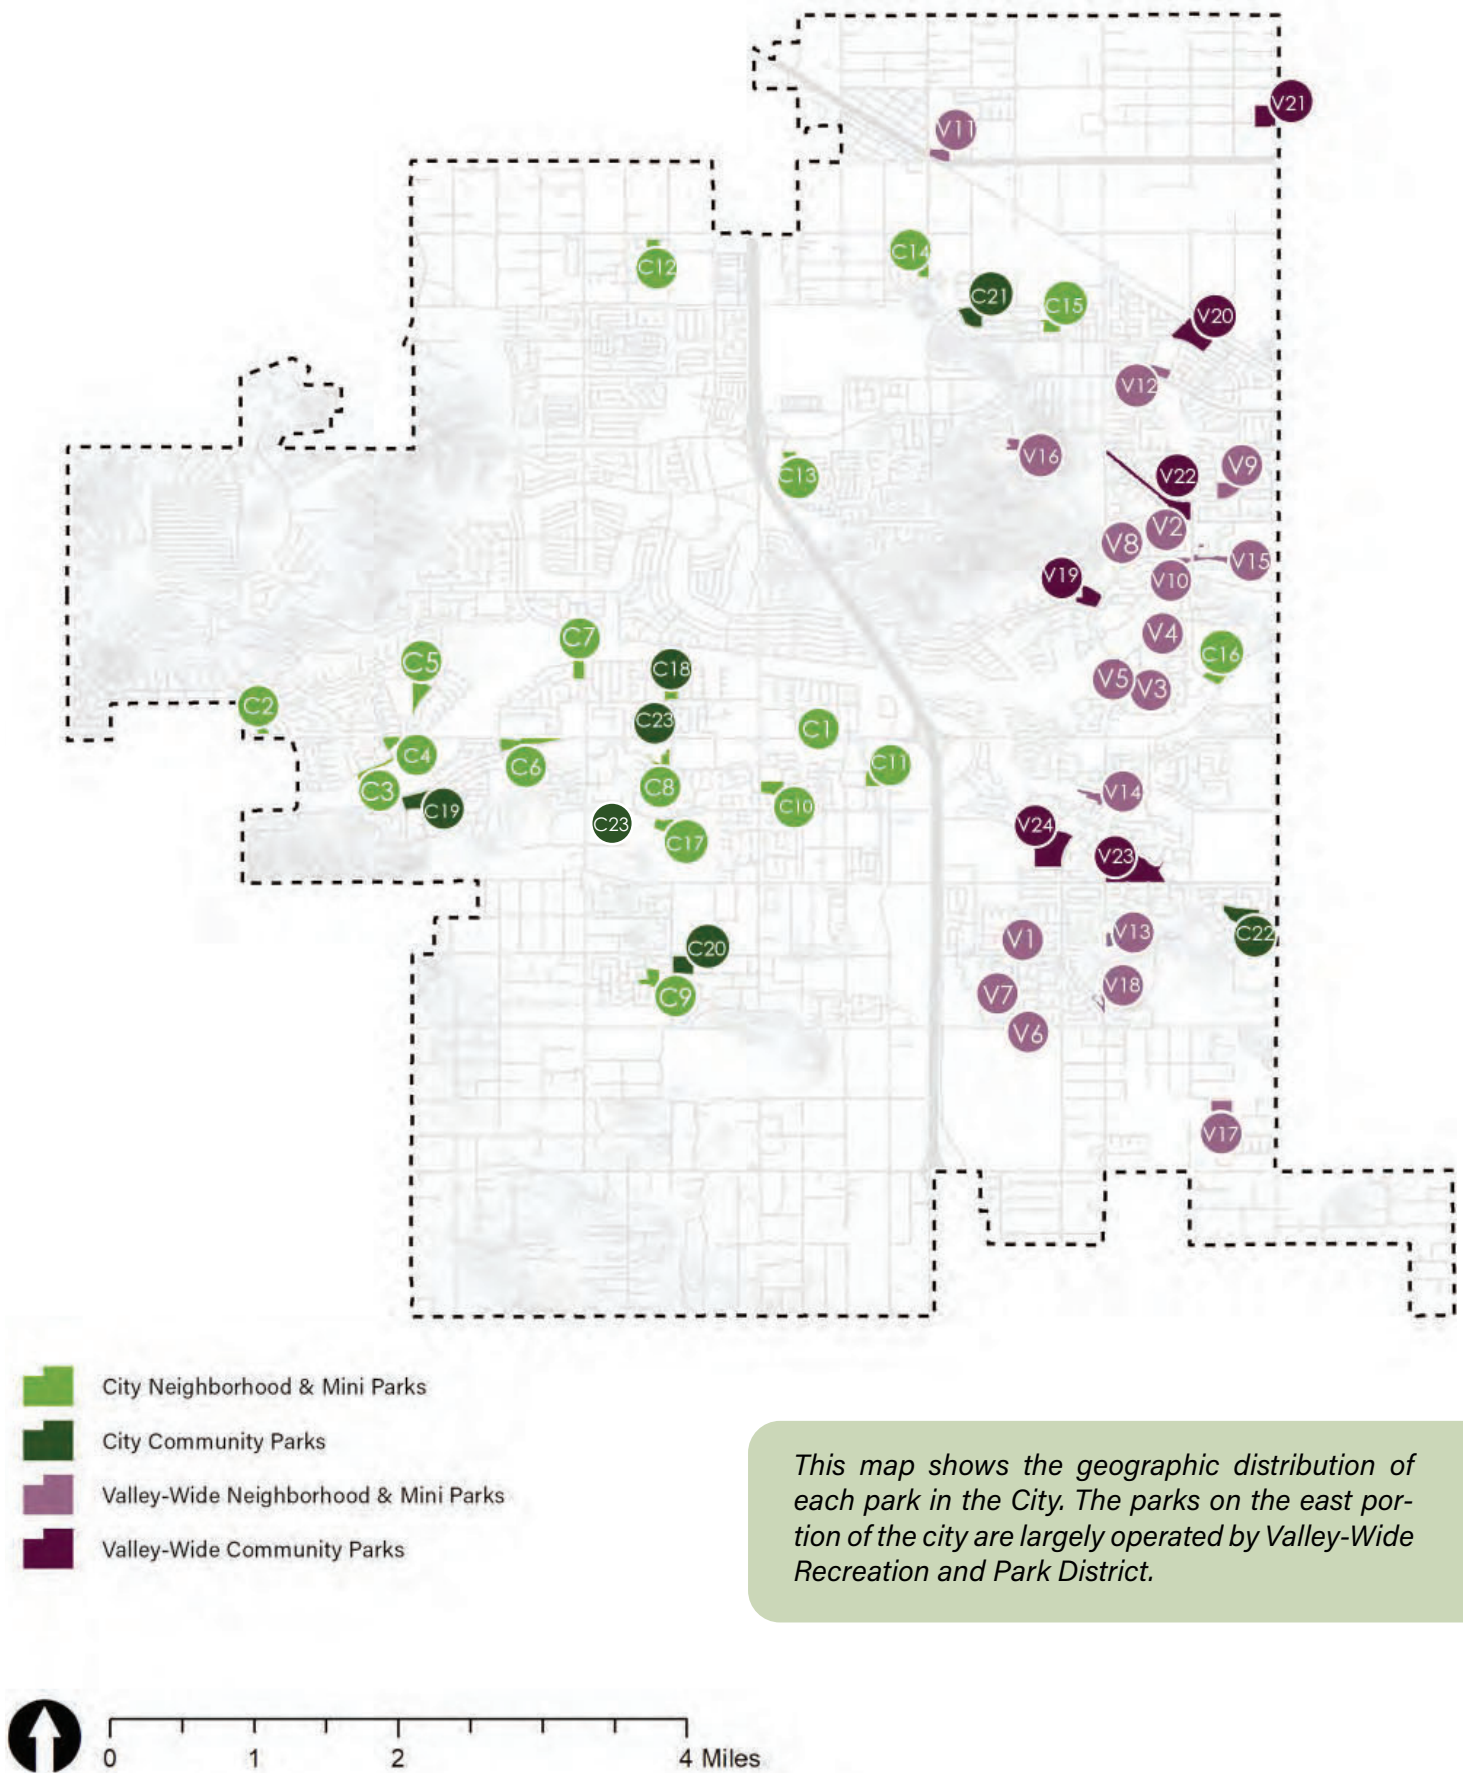 V21
V11
C14
C12
C21
C15
V20
V12
V16
V9
C13
V22
V2
V8
V15
V19
V10
V4
C7
C16
C5
C18
V5
V3
C2
C23
C1
C4
C6
C11
C8
C3
V14
C10
C19
C23
V24
C17
V23
V1
V13
C22
C20
V18
V7
C9
V6
V17
City Neighborhood & Mini Parks
City Community Parks
Valley-Wide Neighborhood & Mini Parks
Valley-Wide Community Parks
This map shows the geographic distribution of
each park in the City. The parks on the east por-
tion of the city are largely operated by Valley-Wide
Recreation and Park District.
0 1 2 4 Miles